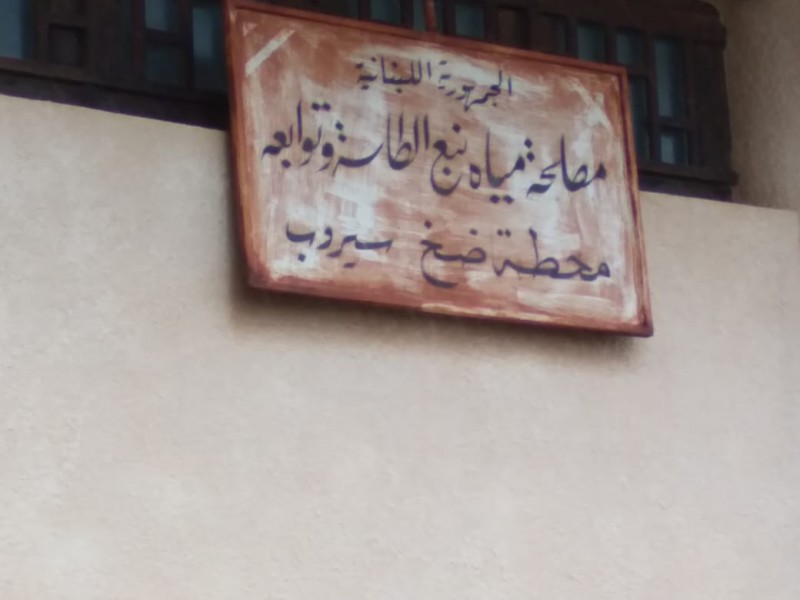 الجمهورية اللبنانية
مصلحة مياه نبع الطاسة وتوابعه
محطة ضخ سيروب